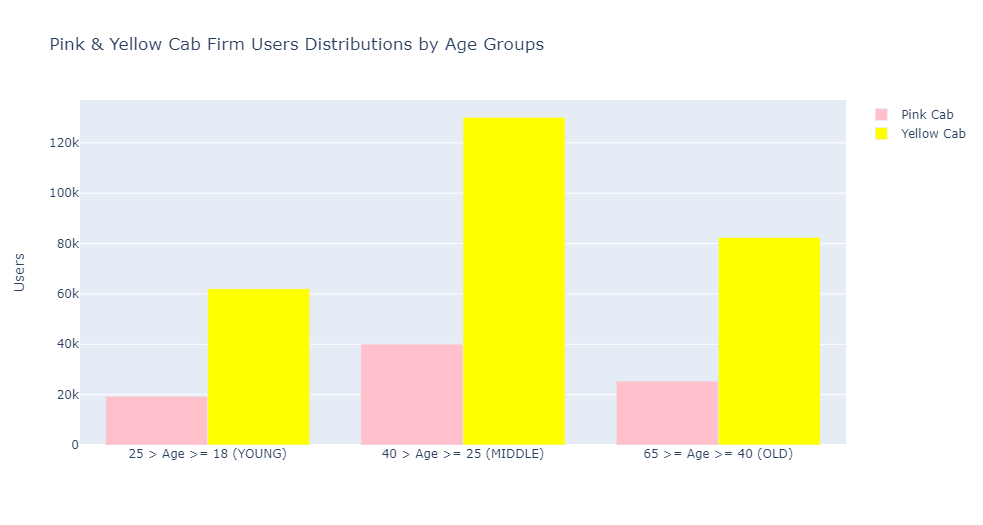 Pink & Yellow Cab Firm Users Distributions by Age Groups
Pink Cab
Yellow Cab
120k
100k
80k
60k
40k
20k
0
Users
25 > Age >= 18 (YOUNG)
40 > Age >= 25 (MIDDLE)
65 >= Age >= 40 (OLD)